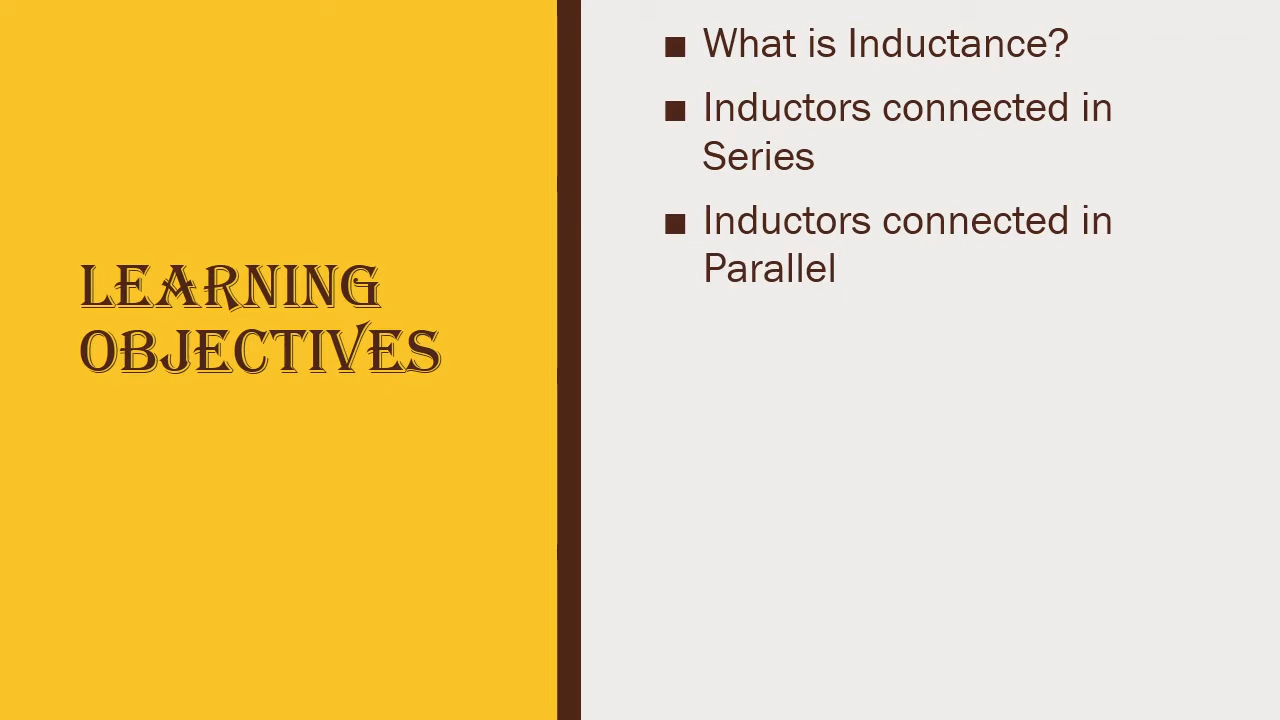 LEARNING
OBJECTIVES
■ What is Inductance?
■ Inductors connected in
Series
■ Inductors connected in
Parallel